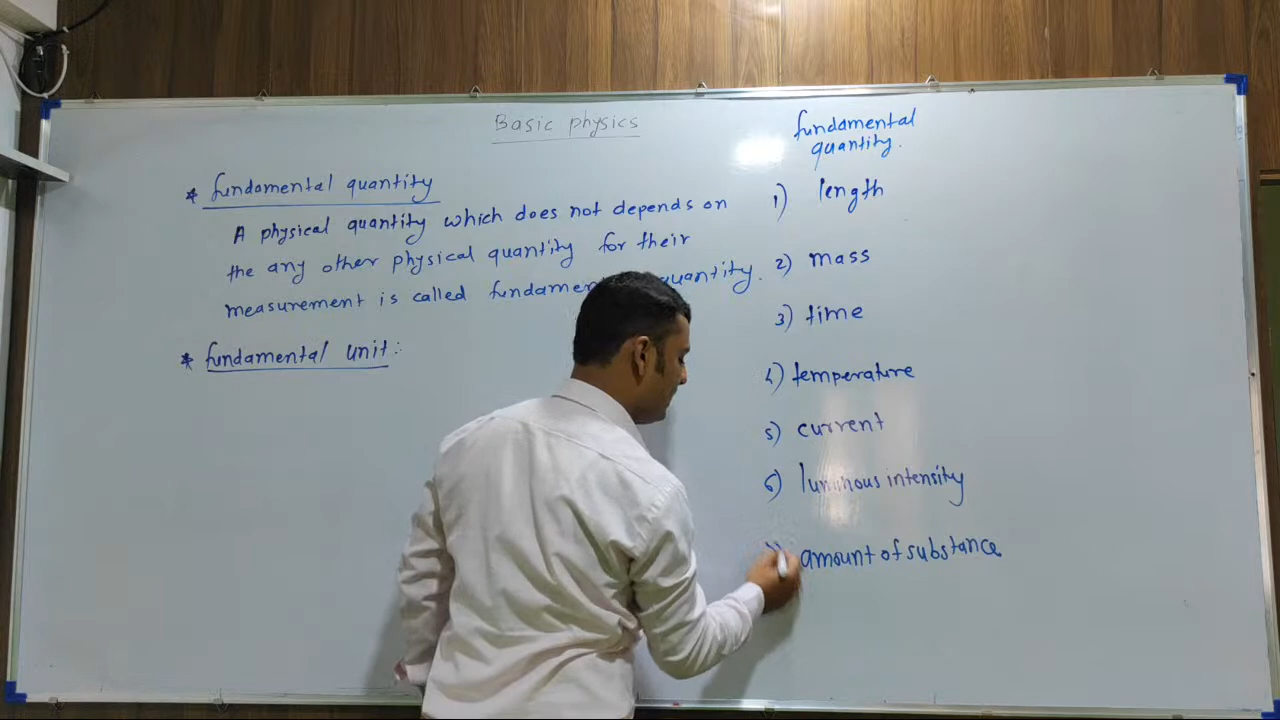 Basic physics
* fundamental quantity
A physical quantity which does not depends on
the any other physical quantity for their
measurement is called quantity.
* fundamental unit:
fundamental
quantity.
1) length
2) mass
3) time
4) temperature
5) current
6) luminous intensity
amount of substance